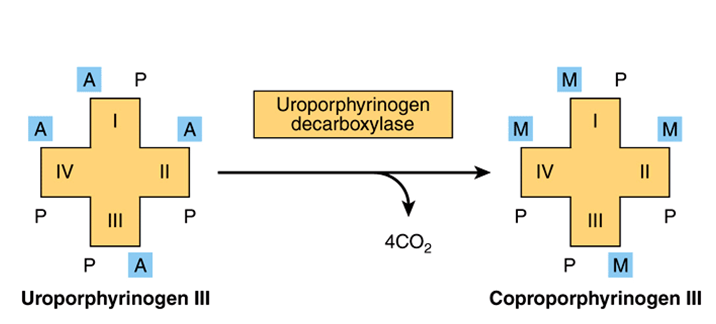 A P
A I A
IV II
P III P
P A
Uroporphyrinogen III
Uroporphyrinogen
decarboxylase
4CO₂
M P
M I M
IV II
P III P
P M
Coproporphyrinogen III